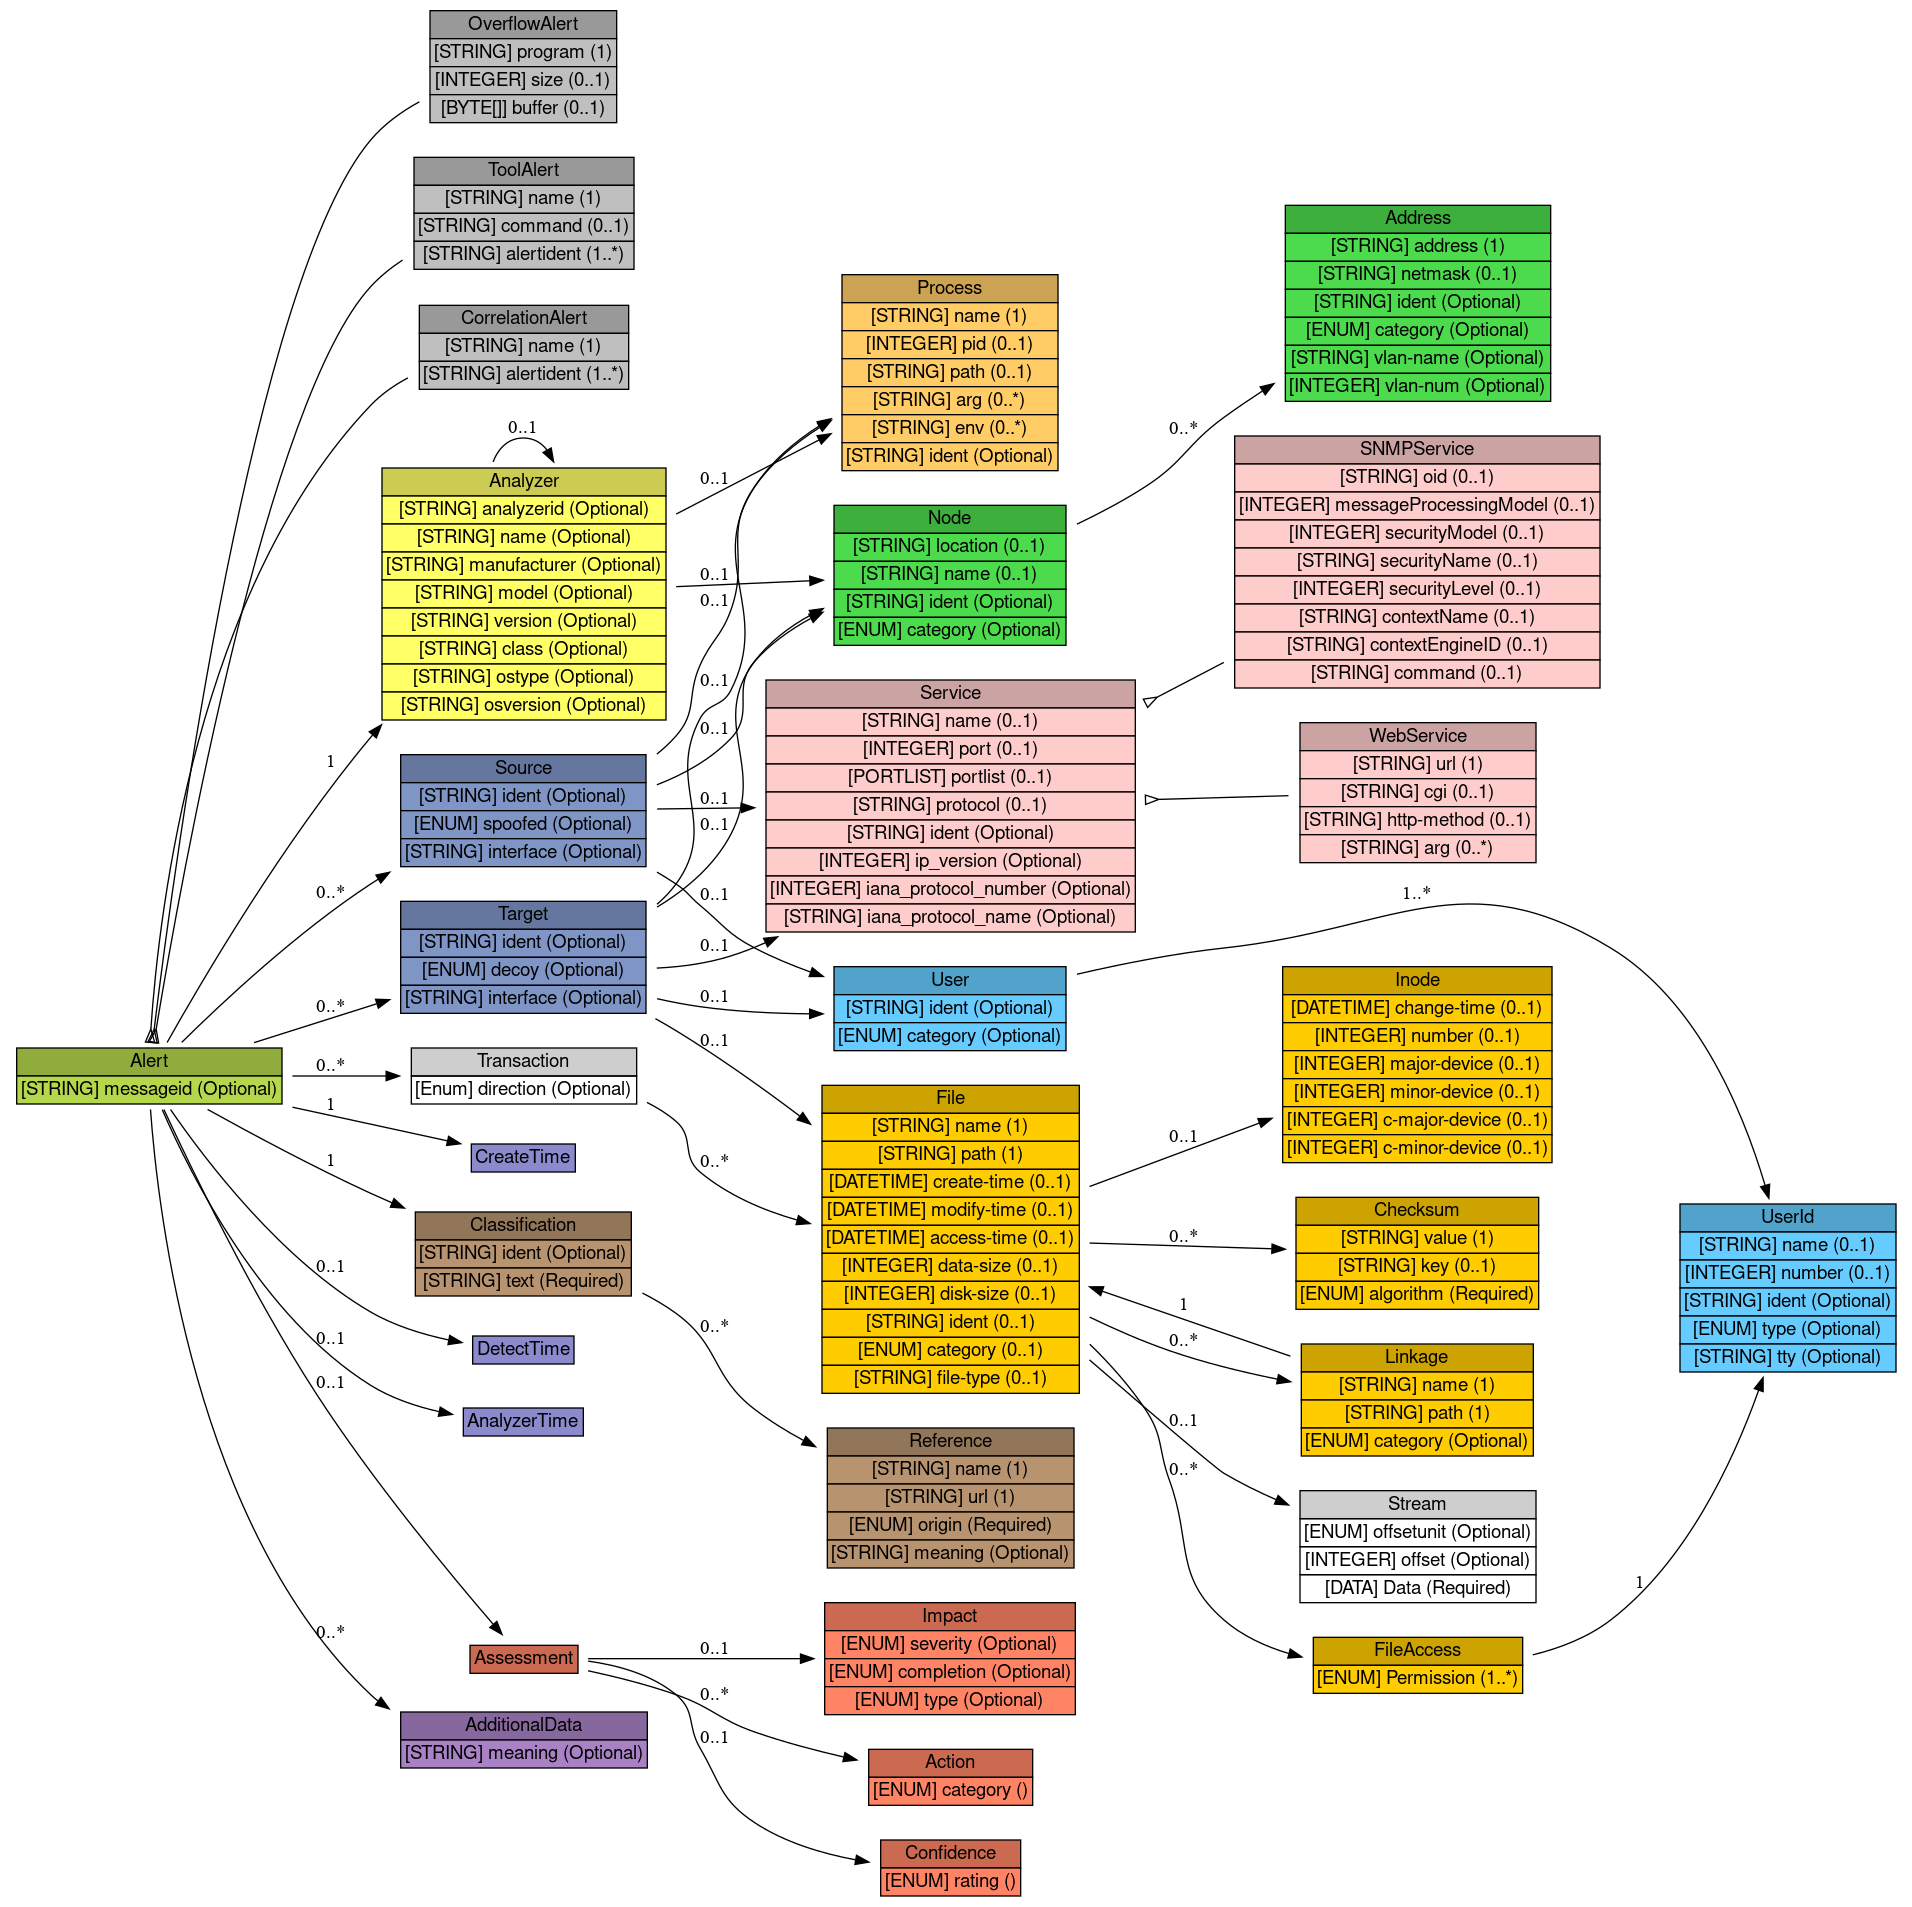 OverflowAlert
[STRING] program (1)
[INTEGER] size (0..1)
[BYTE[]] buffer (0..1)
ToolAlert
[STRING] name (1)
[STRING] command (0..1)
[STRING] alertident (1..*)
CorrelationAlert
[STRING] name (1)
[STRING] alertident (1..*)
0..1
Analyzer
[STRING] analyzerid (Optional)
[STRING] name (Optional)
[STRING] manufacturer (Optional)
[STRING] model (Optional)
[STRING] version (Optional)
[STRING] class (Optional)
[STRING] ostype (Optional)
[STRING] osversion (Optional)
Source
[STRING] ident (Optional)
[ENUM] spoofed (Optional)
[STRING] interface (Optional)
Target
[STRING] ident (Optional)
[ENUM] decoy (Optional)
[STRING] interface (Optional)
Alert
[STRING] messageid (Optional)
1
0..*
0..*
0..*
1
1
0..1
0..1
0..1
0..*
Transaction
[Enum] direction (Optional)
CreateTime
Classification
[STRING] ident (Optional)
[STRING] text (Required)
DetectTime
AnalyzerTime
Assessment
AdditionalData
[STRING] meaning (Optional)
0..1
0..1
0..1
0..1
0..1
0..1
0..1
0..1
0..1
0..1
0..1
0..*
0..*
0..1
0..*
0..1
Process
[STRING] name (1)
[INTEGER] pid (0..1)
[STRING] path (0..1)
[STRING] arg (0..*)
[STRING] env (0..*)
[STRING] ident (Optional)
Node
[STRING] location (0..1)
[STRING] name (0..1)
[STRING] ident (Optional)
[ENUM] category (Optional)
Service
[STRING] name (0..1)
[INTEGER] port (0..1)
[PORTLIST] portlist (0..1)
[STRING] protocol (0..1)
[STRING] ident (Optional)
[INTEGER] ip_version (Optional)
[INTEGER] iana_protocol_number (Optional)
[STRING] iana_protocol_name (Optional)
User
[STRING] ident (Optional)
[ENUM] category (Optional)
File
[STRING] name (1)
[STRING] path (1)
[DATETIME] create-time (0..1)
[DATETIME] modify-time (0..1)
[DATETIME] access-time (0..1)
[INTEGER] data-size (0..1)
[INTEGER] disk-size (0..1)
[STRING] ident (0..1)
[ENUM] category (0..1)
[STRING] file-type (0..1)
Reference
[STRING] name (1)
[STRING] url (1)
[ENUM] origin (Required)
[STRING] meaning (Optional)
Impact
[ENUM] severity (Optional)
[ENUM] completion (Optional)
[ENUM] type (Optional)
Action
[ENUM] category ()
Confidence
[ENUM] rating ()
0..*
1..*
0..1
0..*
1
0..*
0..1
0..*
Address
[STRING] address (1)
[STRING] netmask (0..1)
[STRING] ident (Optional)
[ENUM] category (Optional)
[STRING] vlan-name (Optional)
[INTEGER] vlan-num (Optional)
SNMPService
[STRING] oid (0..1)
[INTEGER] messageProcessingModel (0..1)
[INTEGER] securityModel (0..1)
[STRING] securityName (0..1)
[INTEGER] securityLevel (0..1)
[STRING] contextName (0..1)
[STRING] contextEngineID (0..1)
[STRING] command (0..1)
WebService
[STRING] url (1)
[STRING] cgi (0..1)
[STRING] http-method (0..1)
[STRING] arg (0..*)
Inode
[DATETIME] change-time (0..1)
[INTEGER] number (0..1)
[INTEGER] major-device (0..1)
[INTEGER] minor-device (0..1)
[INTEGER] c-major-device (0..1)
[INTEGER] c-minor-device (0..1)
Checksum
[STRING] value (1)
[STRING] key (0..1)
[ENUM] algorithm (Required)
Linkage
[STRING] name (1)
[STRING] path (1)
[ENUM] category (Optional)
Stream
[ENUM] offsetunit (Optional)
[INTEGER] offset (Optional)
[DATA] Data (Required)
FileAccess
[ENUM] Permission (1..*)
1
UserId
[STRING] name (0..1)
[INTEGER] number (0..1)
[STRING] ident (Optional)
[ENUM] type (Optional)
[STRING] tty (Optional)